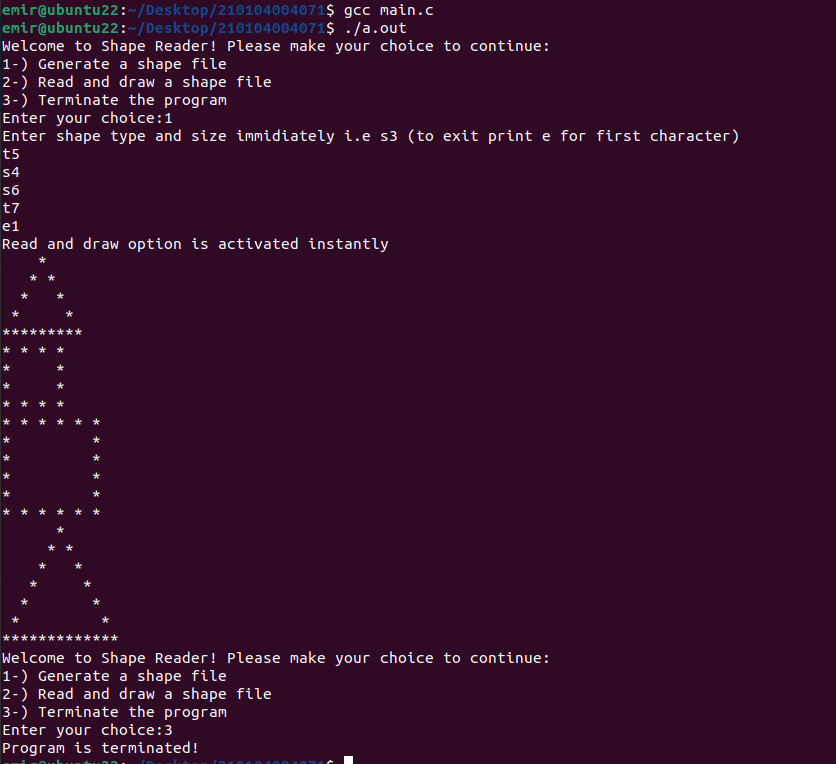 emir@ubuntu22:~/Desktop/210104004071$ gcc main.c
emir@ubuntu22:~/Desktop/210104004071$ ./a.out
Welcome to Shape Reader! Please make your choice to continue:
1-) Generate a shape file
2-) Read and draw a shape file
3-) Terminate the program
Enter your choice:1
Enter shape type and size immidiately i.e s3 (to exit print e for first character)
t5
s4
s6
t7
e1
Read and draw option is activated instantly
    *
   * *
  *   *
 *     *
*********
* * * *
*     *
*     *
* * * *
* * * * * *
*         *
*         *
*         *
*         *
* * * * * *
      *
     * *
    *   *
   *     *
  *       *
 *         *
*************
Welcome to Shape Reader! Please make your choice to continue:
1-) Generate a shape file
2-) Read and draw a shape file
3-) Terminate the program
Enter your choice:3
Program is terminated!
emir@ubuntu22:~/Desktop/210104004071$